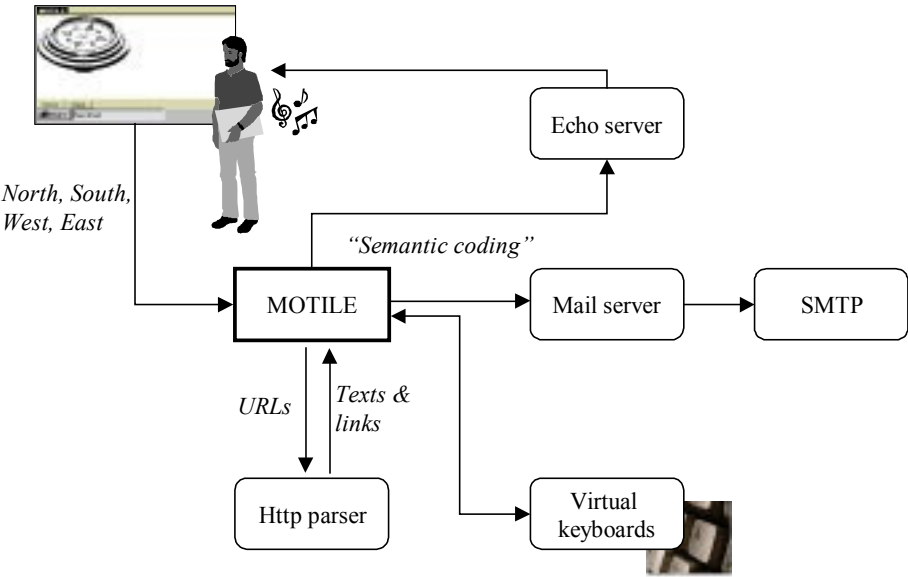 Echo server
North, South,
West, East
“Semantic coding”
MOTILE
Mail server
SMTP
URLs
Texts &
links
Http parser
Virtual
keyboards